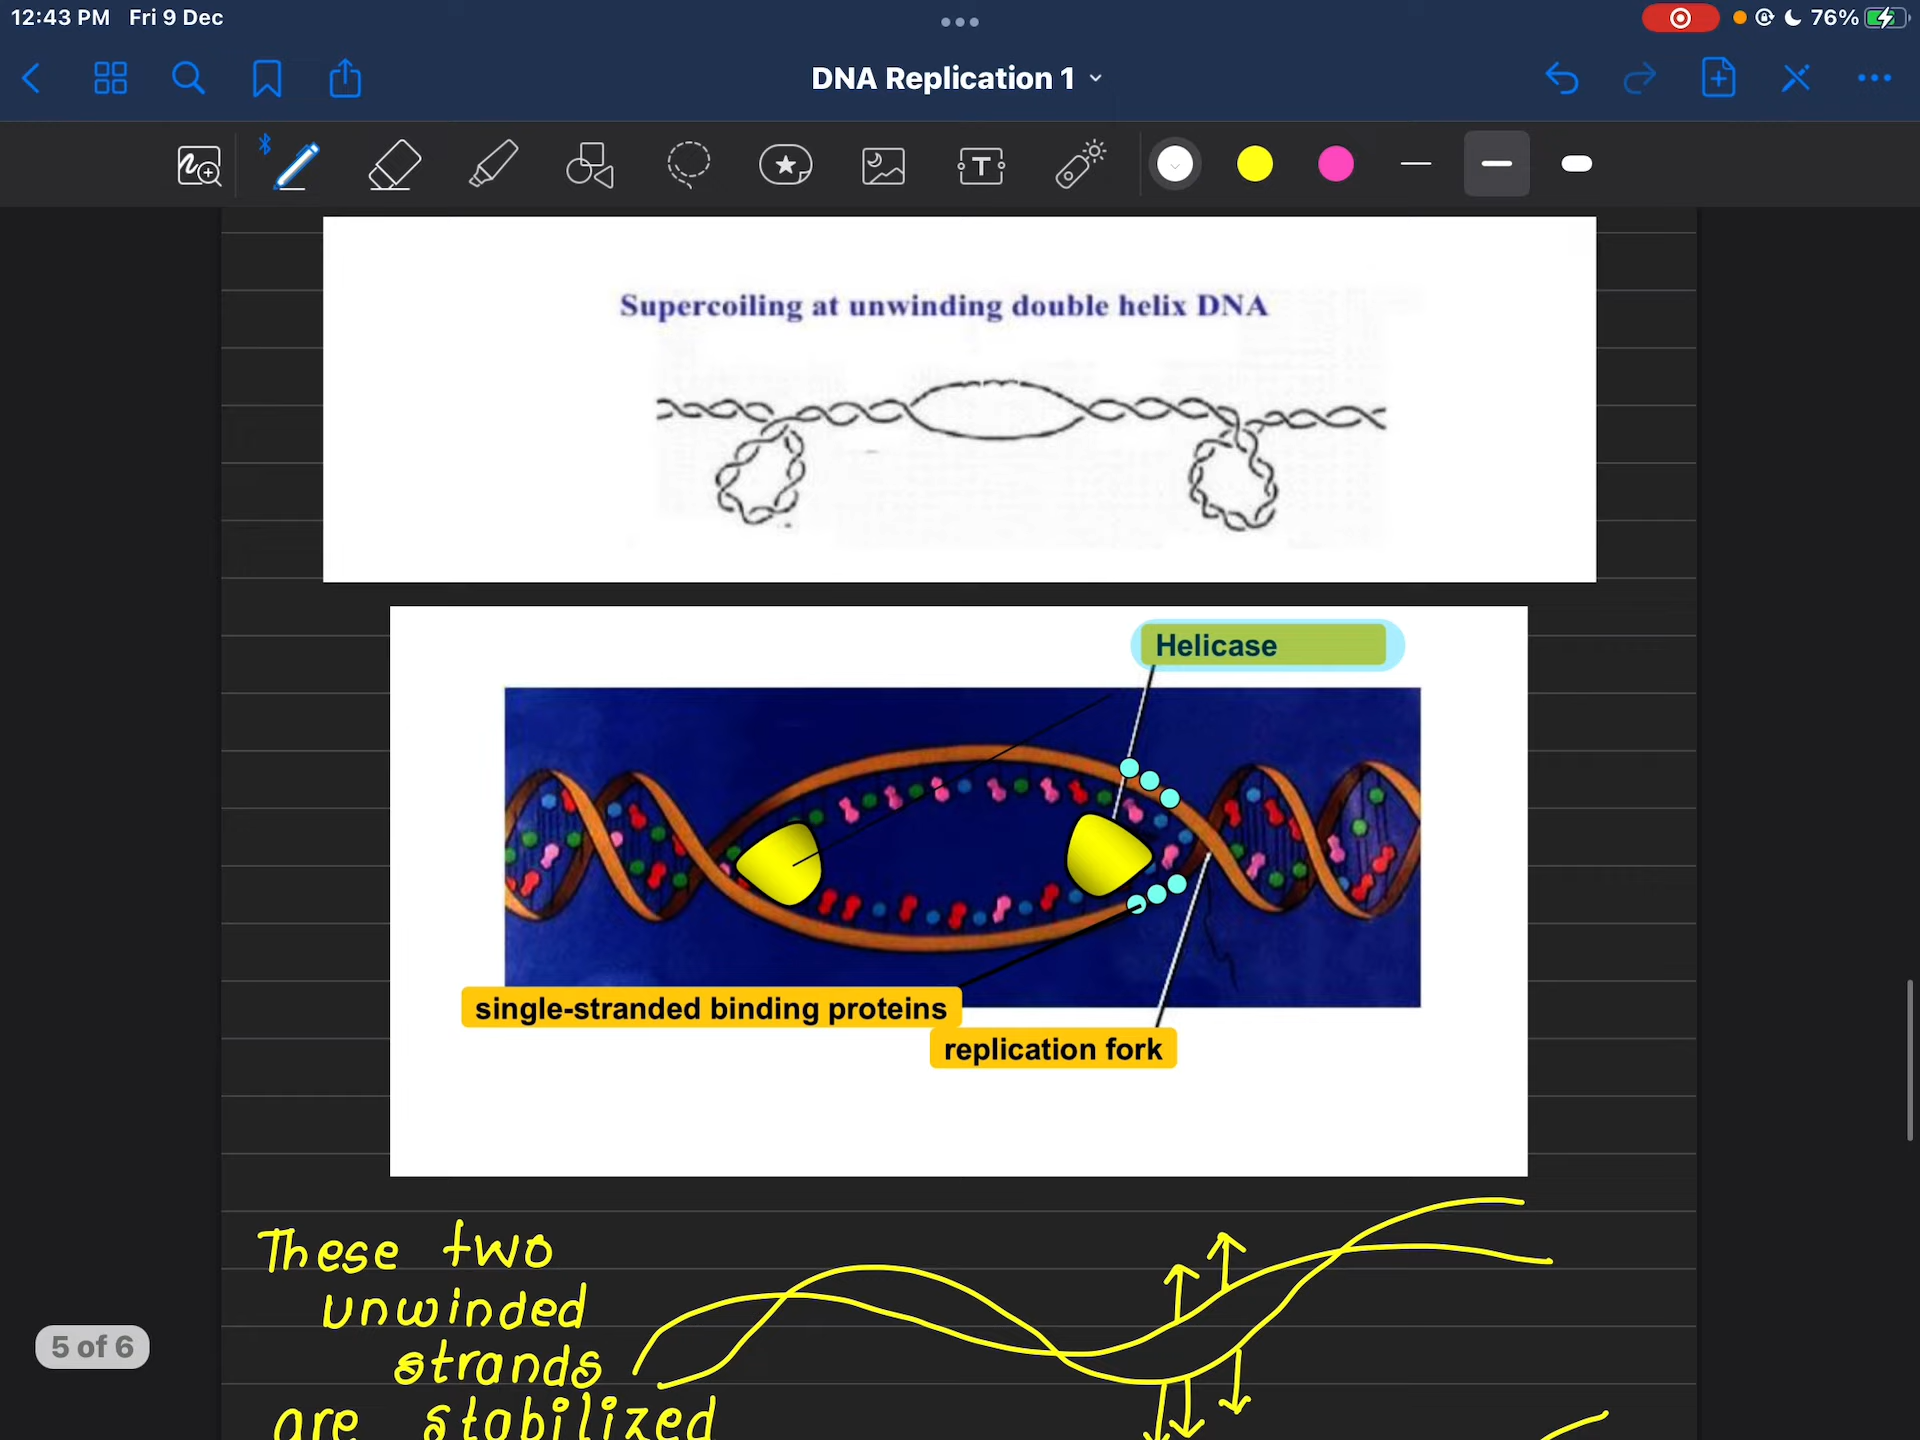 12:43 PM Fri 9 Dec
76%
DNA Replication 1
T
Supercoiling at unwinding double helix DNA
Helicase
single-stranded binding proteins
replication fork
These two
unwinded
strands
are stabilized
5 of 6